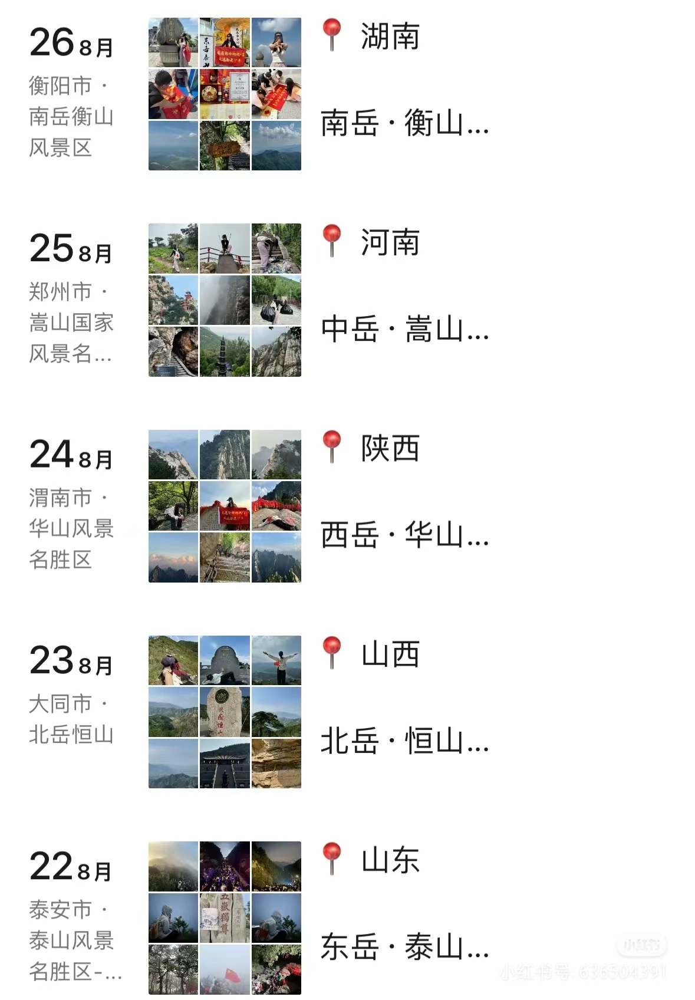 26 8月
衡阳市·
南岳衡山
风景区
📍 湖南
南岳·衡山...
25 8月
郑州市·
嵩山国家
风景名...
📍 河南
中岳·嵩山...
24 8月
渭南市·
华山风景
名胜区
📍 陕西
西岳·华山...
23 8月
大同市·
北岳恒山
📍 山西
北岳·恒山...
北嶽恒山
22 8月
泰安市·
泰山风景
名胜区-...
📍 山东
东岳·泰山...
五嶽獨尊
小红书
小红书号: 636504391